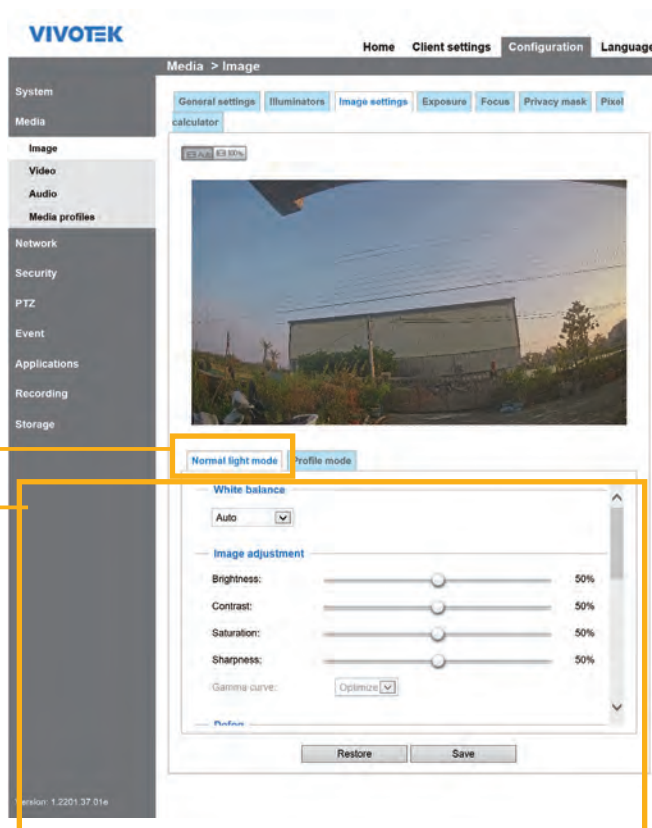 VIVOTEK
Home Client settings Configuration Language
Media > Image
System
Media
Image
Video
Audio
Media profiles
Network
Security
PTZ
Event
Applications
Recording
Storage
Version: 1.2201.37.01e
General settings Illuminators Image settings Exposure Focus Privacy mask Pixel
calculator
Auto 100%
Normal light mode Profile mode
White balance
Auto
Image adjustment
Brightness: 50%
Contrast: 50%
Saturation: 50%
Sharpness: 50%
Gamma curve: Optimize
Defog
Restore Save